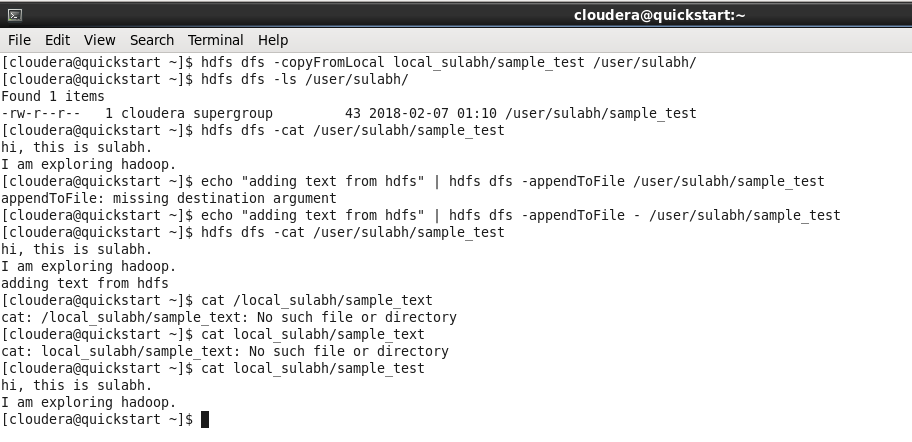 cloudera@quickstart:~
File Edit View Search Terminal Help
[cloudera@quickstart ~]$ hdfs dfs -copyFromLocal local_sulabh/sample_test /user/sulabh/
[cloudera@quickstart ~]$ hdfs dfs -ls /user/sulabh/
Found 1 items
-rw-r--r--   1 cloudera supergroup         43 2018-02-07 01:10 /user/sulabh/sample_test
[cloudera@quickstart ~]$ hdfs dfs -cat /user/sulabh/sample_test
hi, this is sulabh.
I am exploring hadoop.
[cloudera@quickstart ~]$ echo "adding text from hdfs" | hdfs dfs -appendToFile /user/sulabh/sample_test
appendToFile: missing destination argument
[cloudera@quickstart ~]$ echo "adding text from hdfs" | hdfs dfs -appendToFile - /user/sulabh/sample_test
[cloudera@quickstart ~]$ hdfs dfs -cat /user/sulabh/sample_test
hi, this is sulabh.
I am exploring hadoop.
adding text from hdfs
[cloudera@quickstart ~]$ cat /local_sulabh/sample_text
cat: /local_sulabh/sample_text: No such file or directory
[cloudera@quickstart ~]$ cat local_sulabh/sample_text
cat: local_sulabh/sample_text: No such file or directory
[cloudera@quickstart ~]$ cat local_sulabh/sample_test
hi, this is sulabh.
I am exploring hadoop.
[cloudera@quickstart ~]$